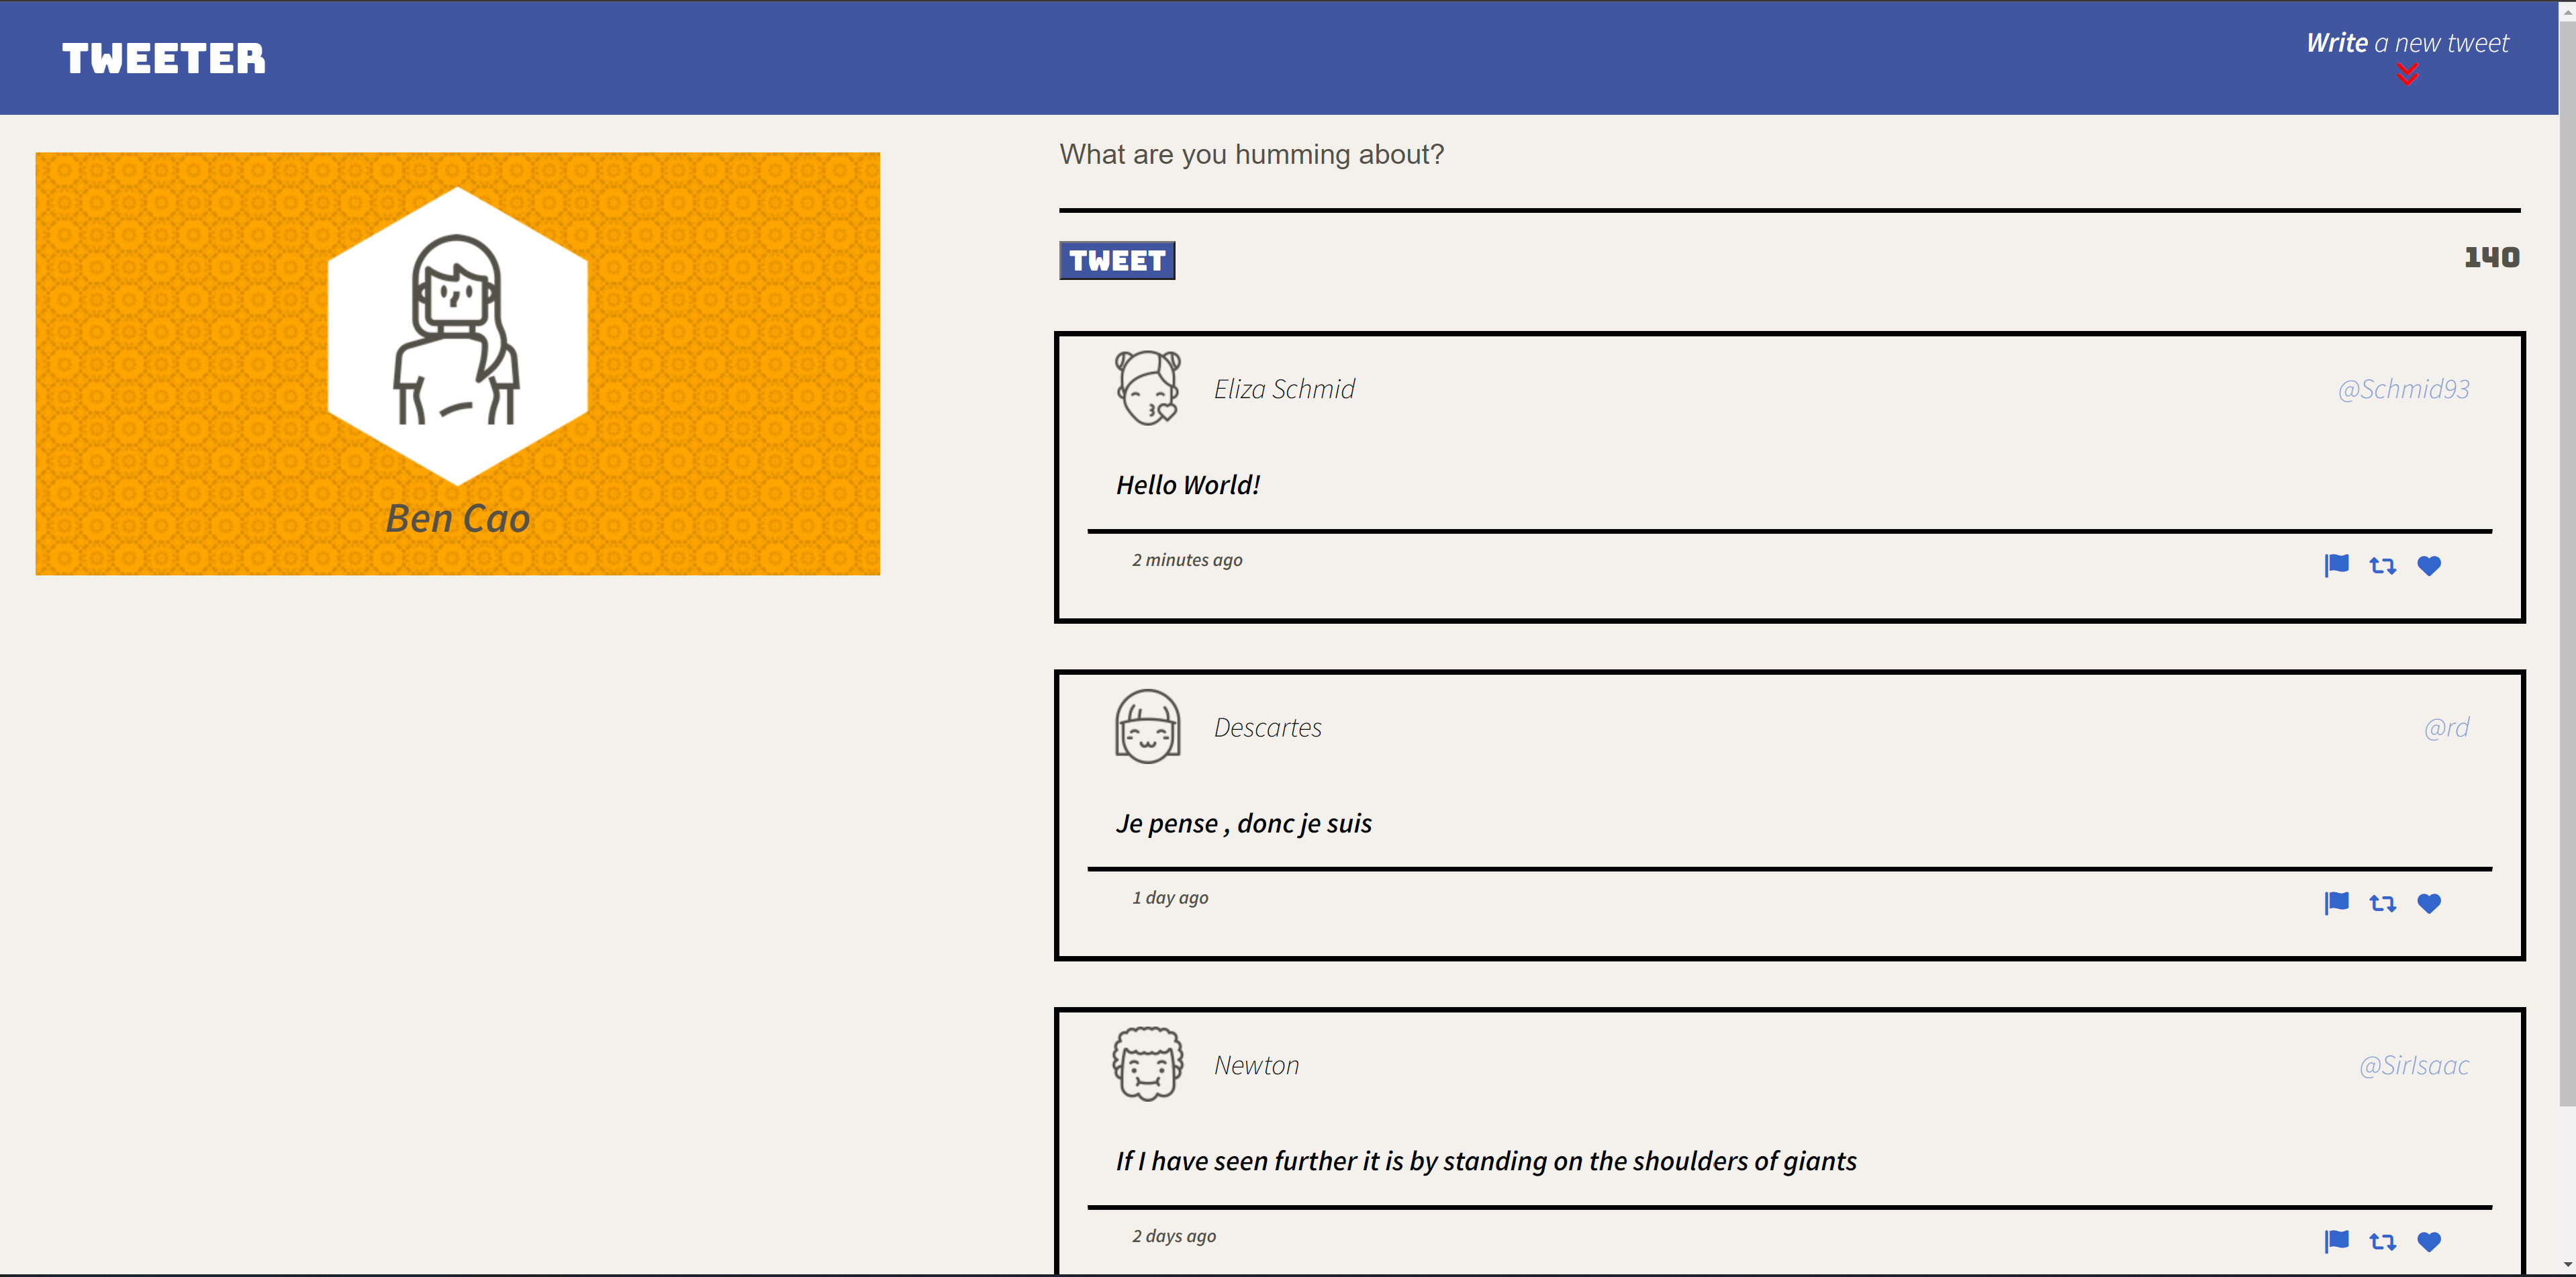 TWEETER
Write a new tweet
Ben Cao
What are you humming about?
TWEET
140
Eliza Schmid
@Schmid93
Hello World!
2 minutes ago
Descartes
@rd
Je pense , donc je suis
1 day ago
Newton
@SirIsaac
If I have seen further it is by standing on the shoulders of giants
2 days ago